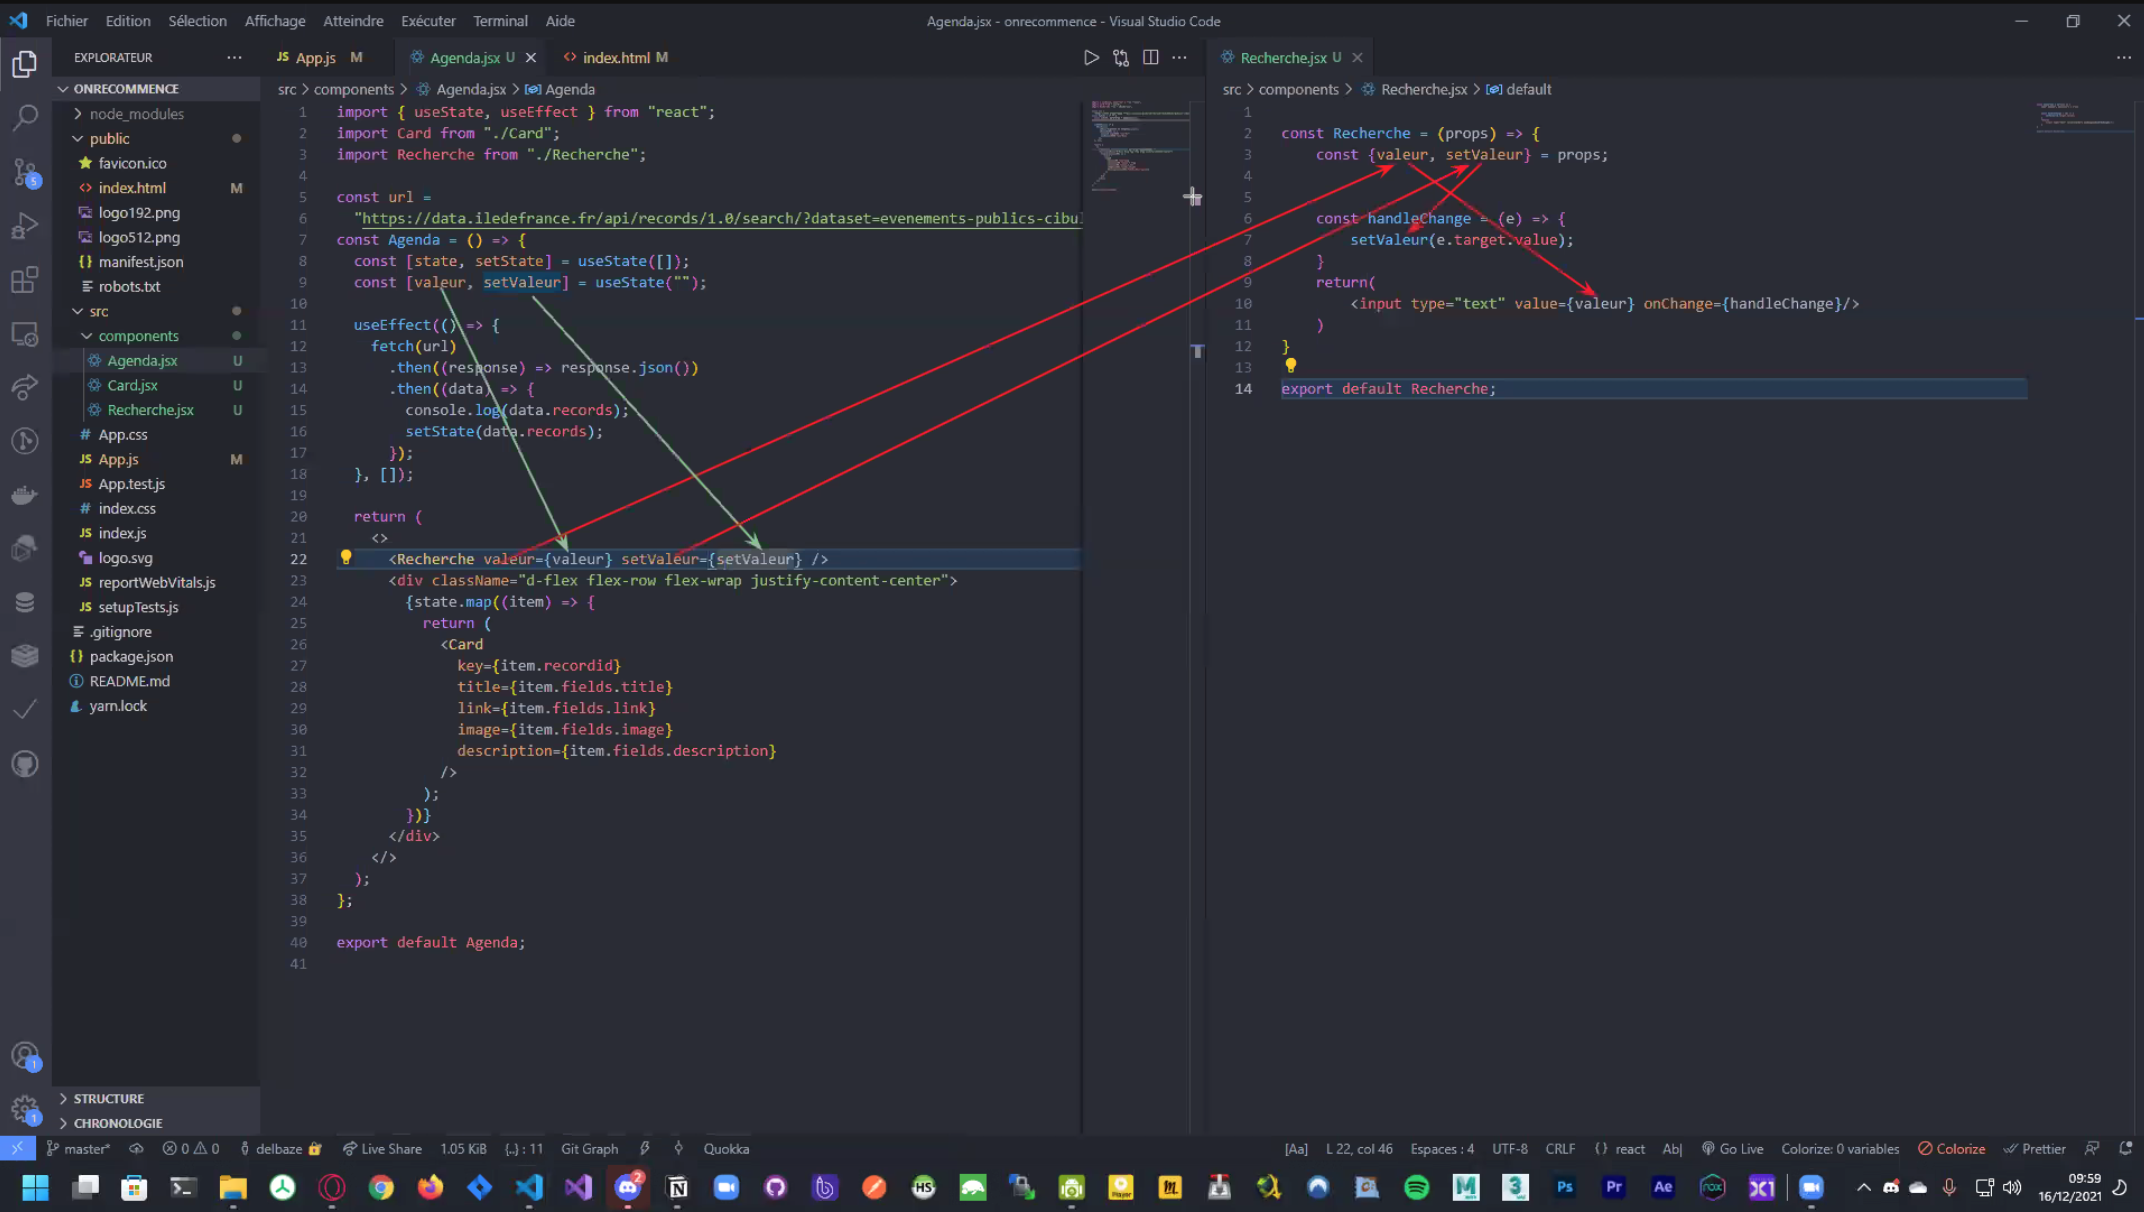 Fichier Edition Sélection Affichage Atteindre Exécuter Terminal Aide
Agenda.jsx - onrecommence - Visual Studio Code
EXPLORATEUR
ONRECOMMENCE
node_modules
public
favicon.ico
index.html M
logo192.png
logo512.png
manifest.json
robots.txt
src
components
Agenda.jsx U
Card.jsx U
Recherche.jsx U
App.css
App.js M
App.test.js
index.css
index.js
logo.svg
reportWebVitals.js
setupTests.js
.gitignore
package.json
README.md
yarn.lock
STRUCTURE
CHRONOLOGIE
5
1
1
App.js M Agenda.jsx U index.html M
src > components > Agenda.jsx > Agenda
1 import { useState, useEffect } from "react";
2 import Card from "./Card";
3 import Recherche from "./Recherche";
4
5 const url =
6 "https://data.iledefrance.fr/api/records/1.0/search/?dataset=evenements-publics-cibul
7 const Agenda = () => {
8 const [state, setState] = useState([]);
9 const [valeur, setValeur] = useState("");
10
11 useEffect(() => {
12 fetch(url)
13 .then((response) => response.json())
14 .then((data) => {
15 console.log(data.records);
16 setState(data.records);
17 });
18 }, []);
19
20 return (
21 <>
22 <Recherche valeur={valeur} setValeur={setValeur} />
23 <div className="d-flex flex-row flex-wrap justify-content-center">
24 {state.map((item) => {
25 return (
26 <Card
27 key={item.recordid}
28 title={item.fields.title}
29 link={item.fields.link}
30 image={item.fields.image}
31 description={item.fields.description}
32 />
33 );
34 })}
35 </div>
36 </>
37 );
38 };
39
40 export default Agenda;
41
Recherche.jsx U
src > components > Recherche.jsx > default
1
2 const Recherche = (props) => {
3 const {valeur, setValeur} = props;
4
5
6 const handleChange = (e) => {
7 setValeur(e.target.value);
8 }
9 return(
10 <input type="text" value={valeur} onChange={handleChange}/>
11 )
12 }
13
14 export default Recherche;
master* 0 0 delbaze Live Share 1.05 KiB {..} : 11 Git Graph Quokka
[Aa] L 22, col 46 Espaces : 4 UTF-8 CRLF { } react Ab| Go Live Colorize: 0 variables Colorize Prettier
2
09:59
16/12/2021